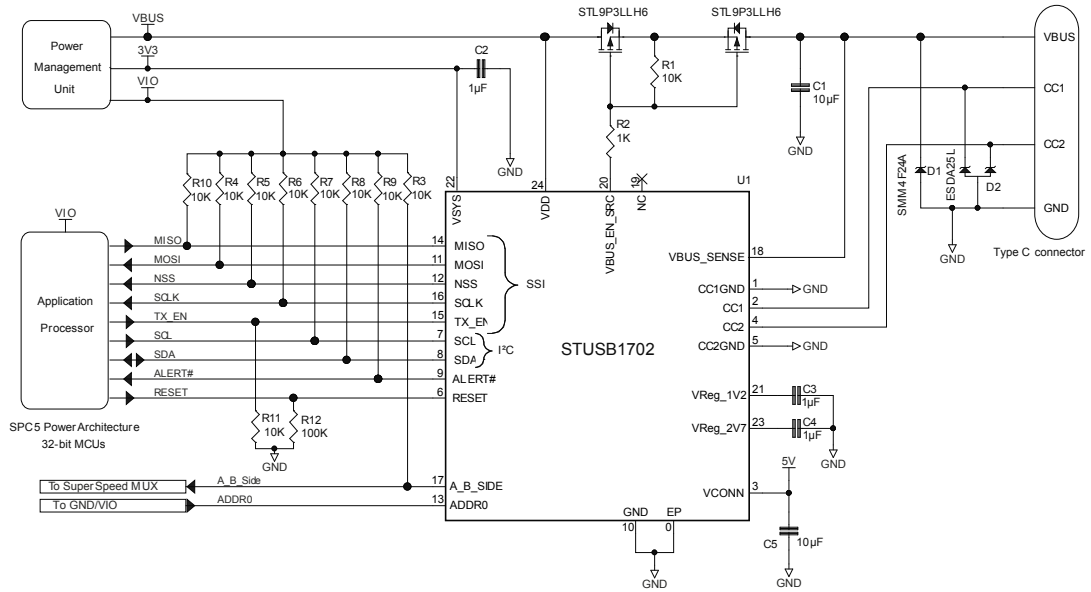 STL9P3LLH6
STL9P3LLH6
VBUS
3V3
VIO
Power
Management
Unit
C2
1µF
GND
R1
10K
R2
1K
C1
10µF
GND
VBUS
CC1
CC2
GND
Type C connector
SMM4F24A
D1
ESDA25L
D2
GND
R10
10K
R4
10K
R5
10K
R6
10K
R7
10K
R8
10K
R9
10K
R3
10K
22
VSYS
24
VDD
20
VBUS_EN_SRC
19
NC
U1
VIO
Application
Processor
SPC5 Power Architecture
32-bit MCUs
MISO
MOSI
NSS
SCLK
TX_EN
SCL
SDA
ALERT#
RESET
14 MISO
11 MOSI
12 NSS
16 SCLK
15 TX_EN
7 SCL
8 SDA
9 ALERT#
6 RESET
SSI
I²C
STUSB1702
VBUS_SENSE 18
CC1GND 1
GND
CC1 2
CC2 4
CC2GND 5
GND
VReg_1V2 21
C3
1µF
VReg_2V7 23
C4
1µF
GND
R11
10K
R12
100K
GND
To SuperSpeed MUX
A_B_Side
17 A_B_SIDE
To GND/VIO
ADDR0
13 ADDR0
5V
VCONN 3
C5
10µF
GND
GND
10
EP
0
GND